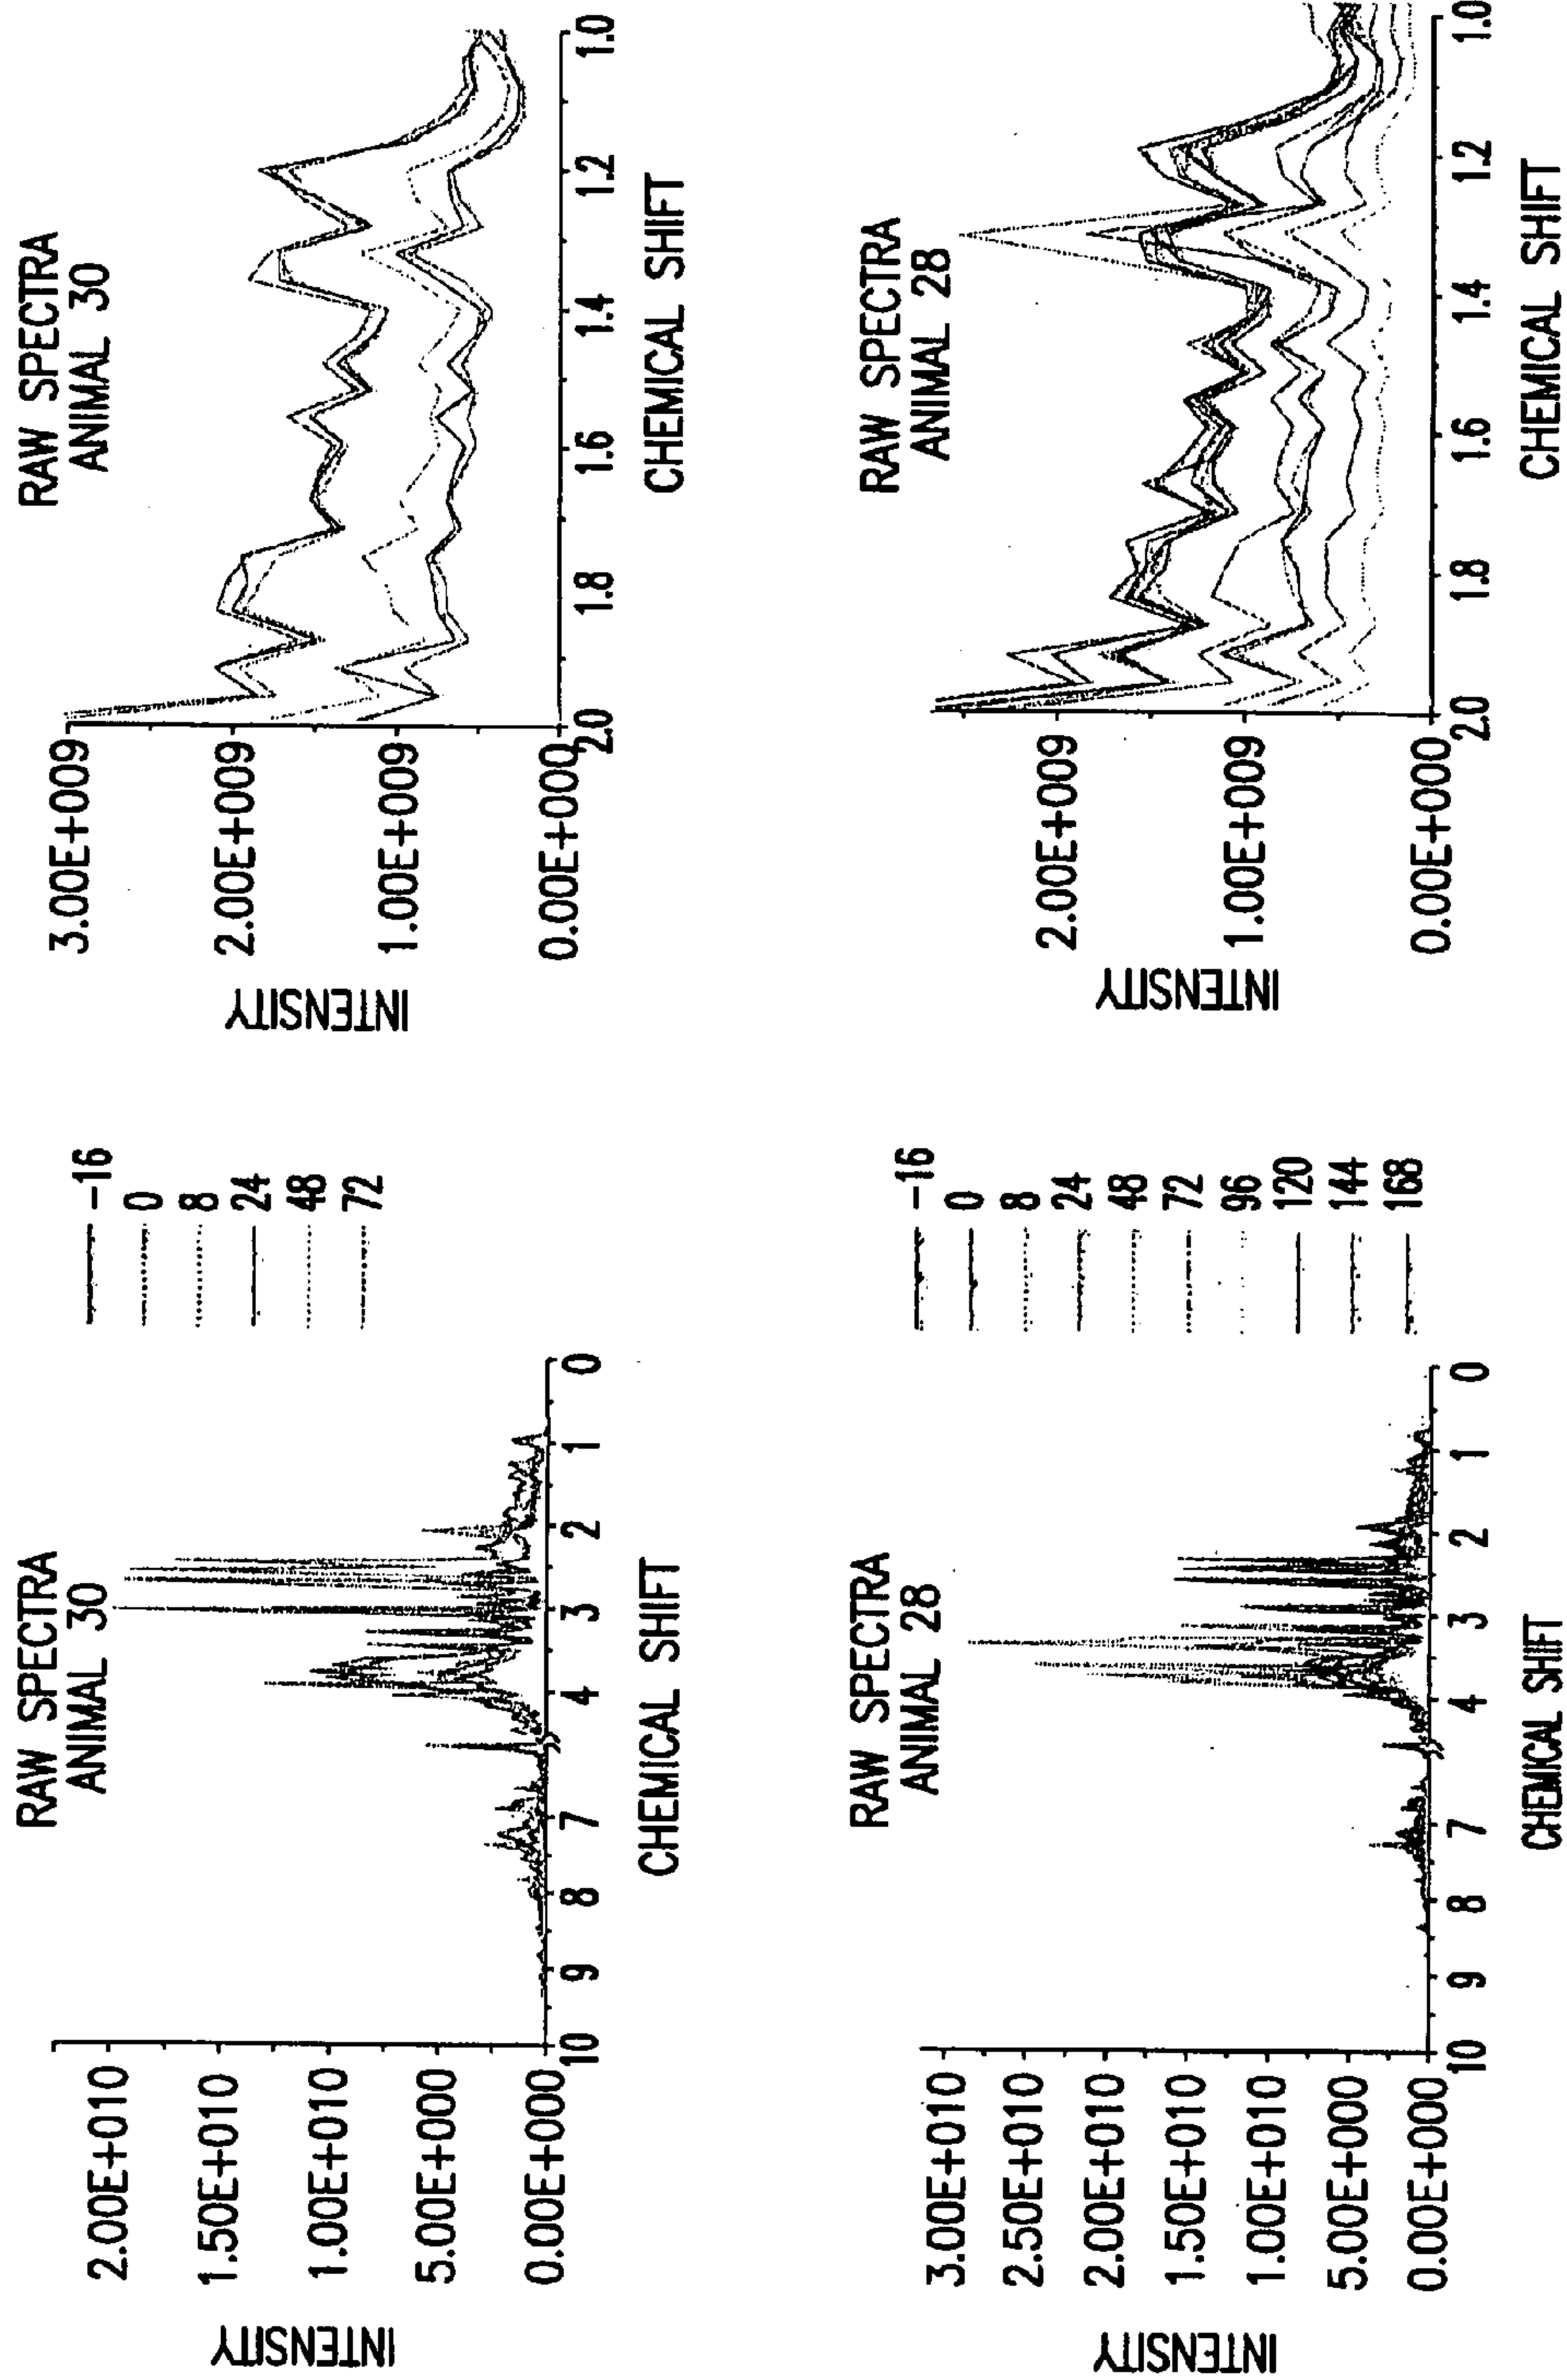 RAW SPECTRA
ANIMAL 30
INTENSITY
2.00E+010
1.50E+010
1.00E+010
5.00E+000
0.00E+000
10 9 8 7 4 3 2 1 0
CHEMICAL SHIFT
-16
0
8
24
48
72
RAW SPECTRA
ANIMAL 30
INTENSITY
3.00E+009
2.00E+009
1.00E+009
0.00E+000
2.0 1.8 1.6 1.4 1.2 1.0
CHEMICAL SHIFT
RAW SPECTRA
ANIMAL 28
INTENSITY
3.00E+010
2.50E+010
2.00E+010
1.50E+010
1.00E+010
5.00E+000
0.00E+000
10 9 8 7 4 3 2 1 0
CHEMICAL SHIFT
-16
0
8
24
48
72
96
120
144
168
RAW SPECTRA
ANIMAL 28
INTENSITY
2.00E+009
1.00E+009
0.00E+000
2.0 1.8 1.6 1.4 1.2 1.0
CHEMICAL SHIFT